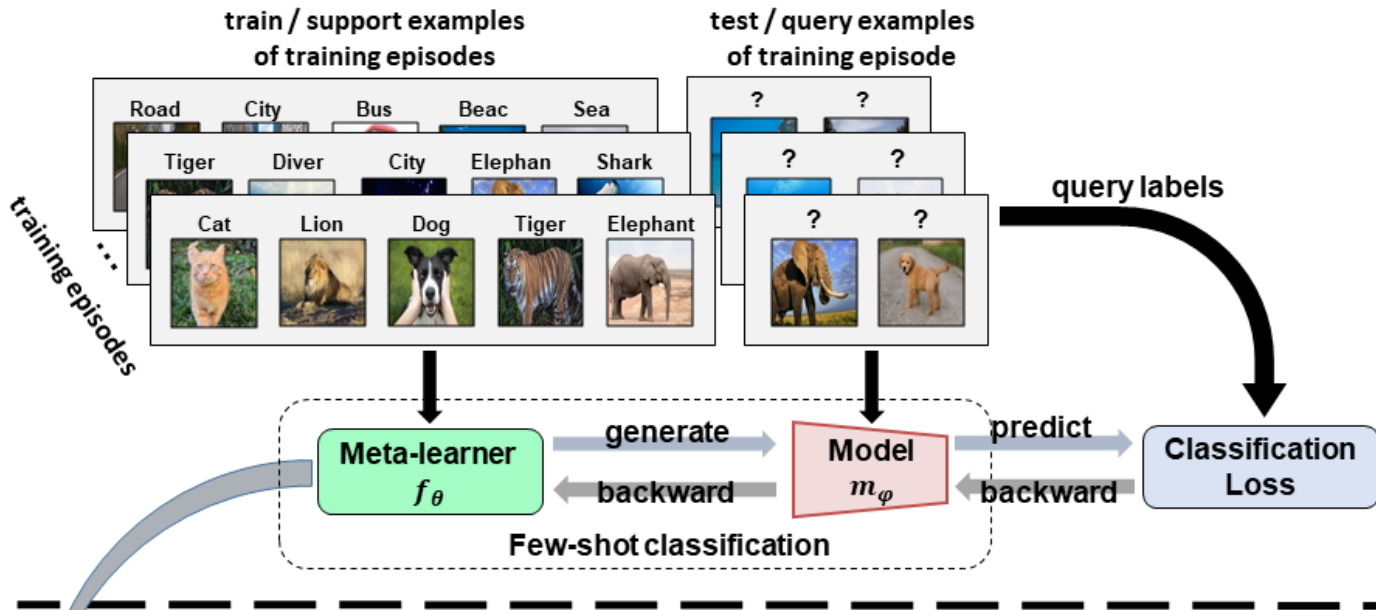 train / support examples
of training episodes
test / query examples
of training episode
Road City Bus Beac Sea
? ?
Tiger Diver City Elephan Shark
? ?
Cat Lion Dog Tiger Elephant
? ?
training episodes
...
query labels
Meta-learner
f_θ
generate
backward
Model
m_φ
predict
backward
Classification
Loss
Few-shot classification